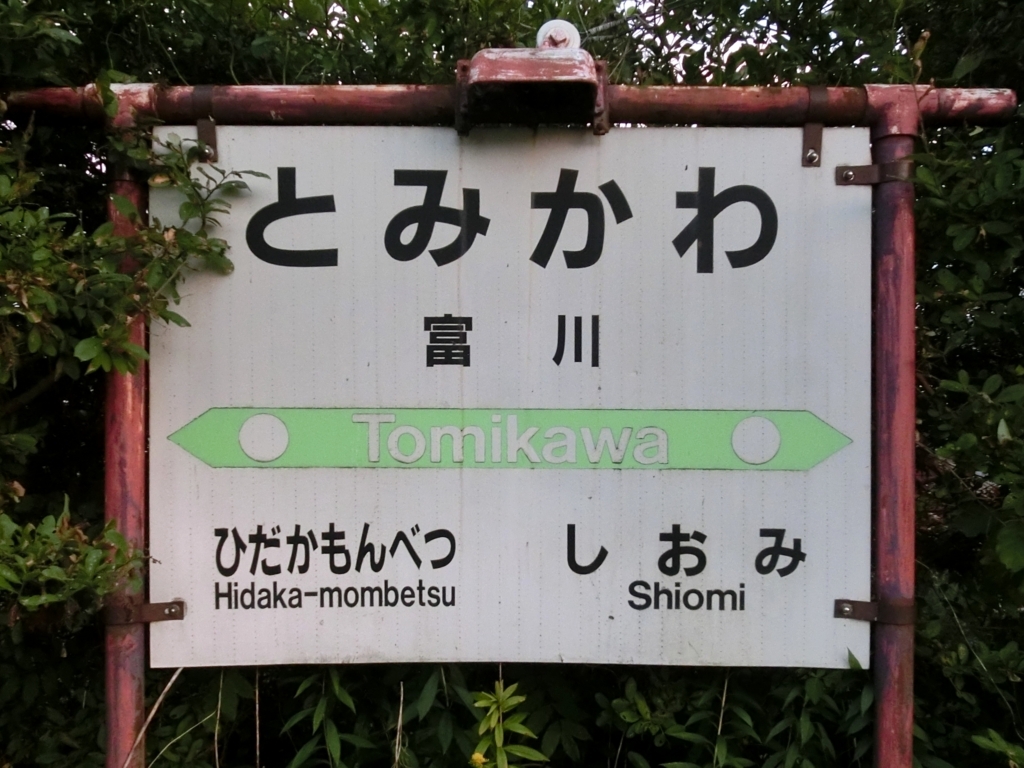 とみかわ
富川
Tomikawa
ひだかもんべつ しおみ
Hidaka-mombetsu Shiomi